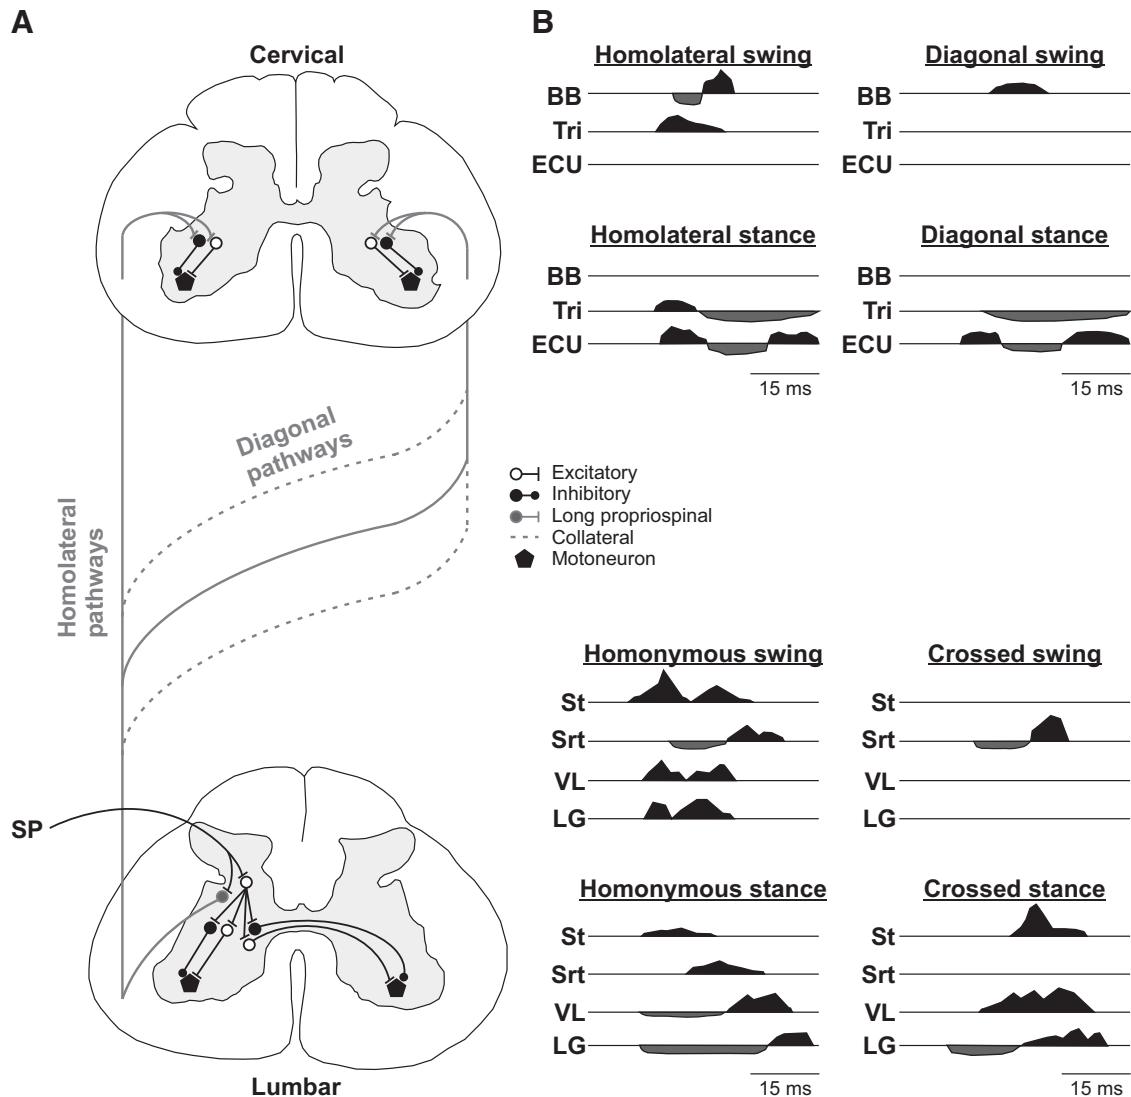 A
Cervical
Diagonal
pathways
Homolateral
pathways
SP
Lumbar
Excitatory
Inhibitory
Long propriospinal
Collateral
Motoneuron
B
Homolateral swing
BB
Tri
ECU
Diagonal swing
BB
Tri
ECU
Homolateral stance
BB
Tri
ECU
15 ms
Diagonal stance
BB
Tri
ECU
15 ms
Homonymous swing
St
Srt
VL
LG
Crossed swing
St
Srt
VL
LG
Homonymous stance
St
Srt
VL
LG
15 ms
Crossed stance
St
Srt
VL
LG
15 ms